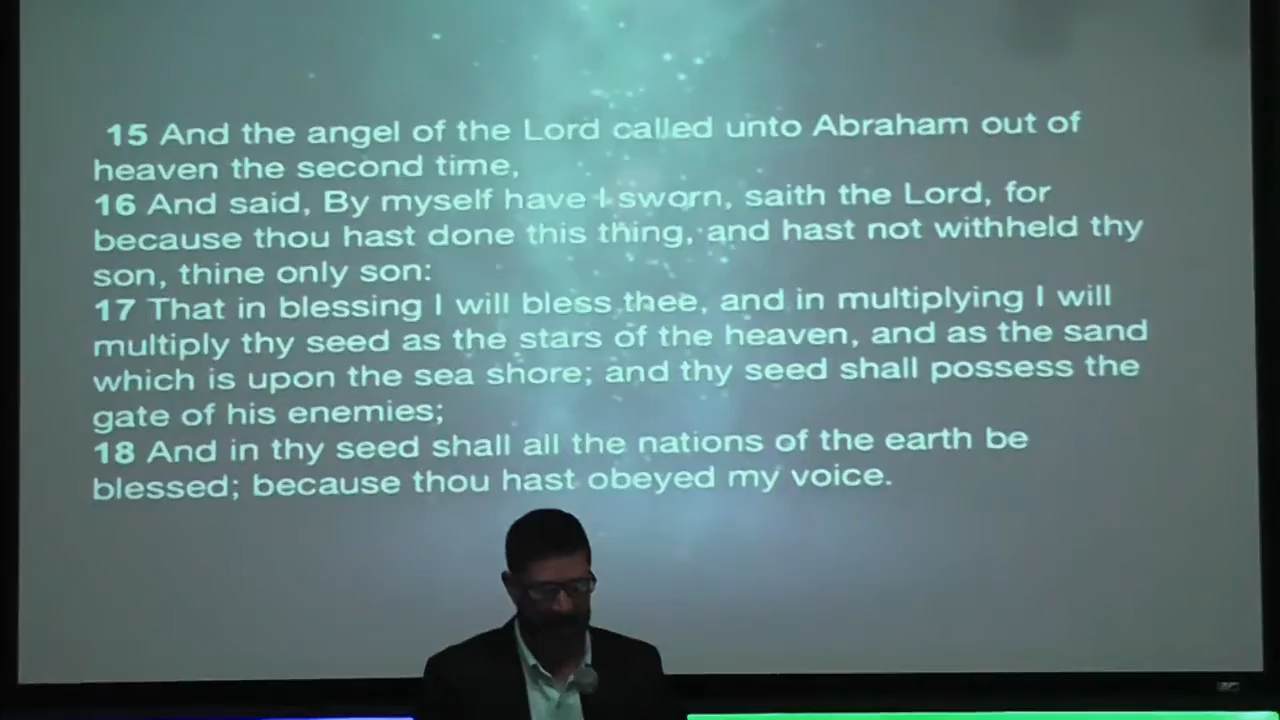 15 And the angel of the Lord called unto Abraham out of
heaven the second time,
16 And said, By myself have I sworn, saith the Lord, for
because thou hast done this thing, and hast not withheld thy
son, thine only son:
17 That in blessing I will bless thee, and in multiplying I will
multiply thy seed as the stars of the heaven, and as the sand
which is upon the sea shore; and thy seed shall possess the
gate of his enemies;
18 And in thy seed shall all the nations of the earth be
blessed; because thou hast obeyed my voice.